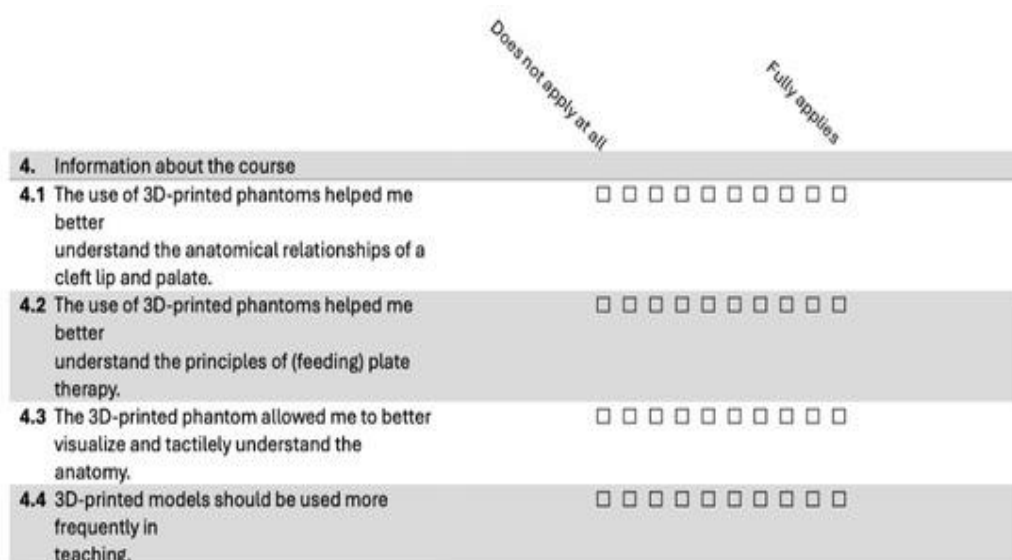 Does not apply at all
Fully applies
4. Information about the course
4.1 The use of 3D-printed phantoms helped me
better
understand the anatomical relationships of a
cleft lip and palate.
4.2 The use of 3D-printed phantoms helped me
better
understand the principles of (feeding) plate
therapy.
4.3 The 3D-printed phantom allowed me to better
visualize and tactilely understand the
anatomy.
4.4 3D-printed models should be used more
frequently in
teaching.